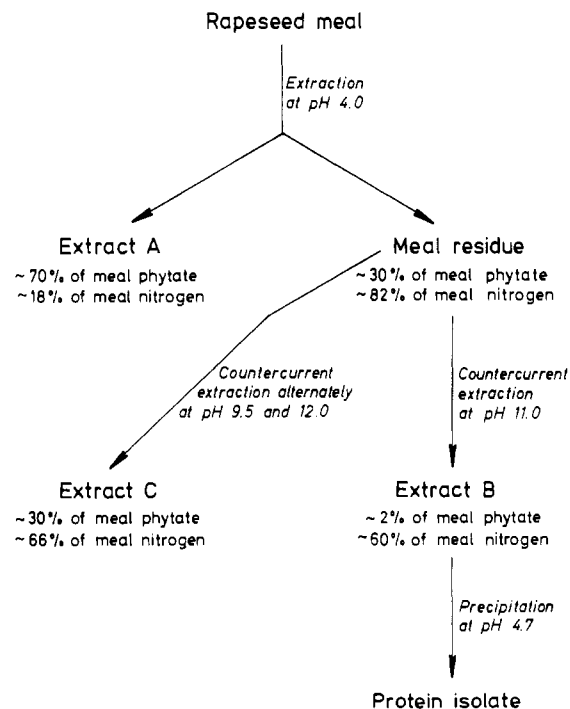 Rapeseed meal
Extraction
at pH 4.0
Extract A
~70% of meal phytate
~18% of meal nitrogen
Meal residue
~30% of meal phytate
~82% of meal nitrogen
Countercurrent
extraction alternately
at pH 9.5 and 12.0
Countercurrent
extraction
at pH 11.0
Extract C
~30% of meal phytate
~66% of meal nitrogen
Extract B
~2% of meal phytate
~60% of meal nitrogen
Precipitation
at pH 4.7
Protein isolate